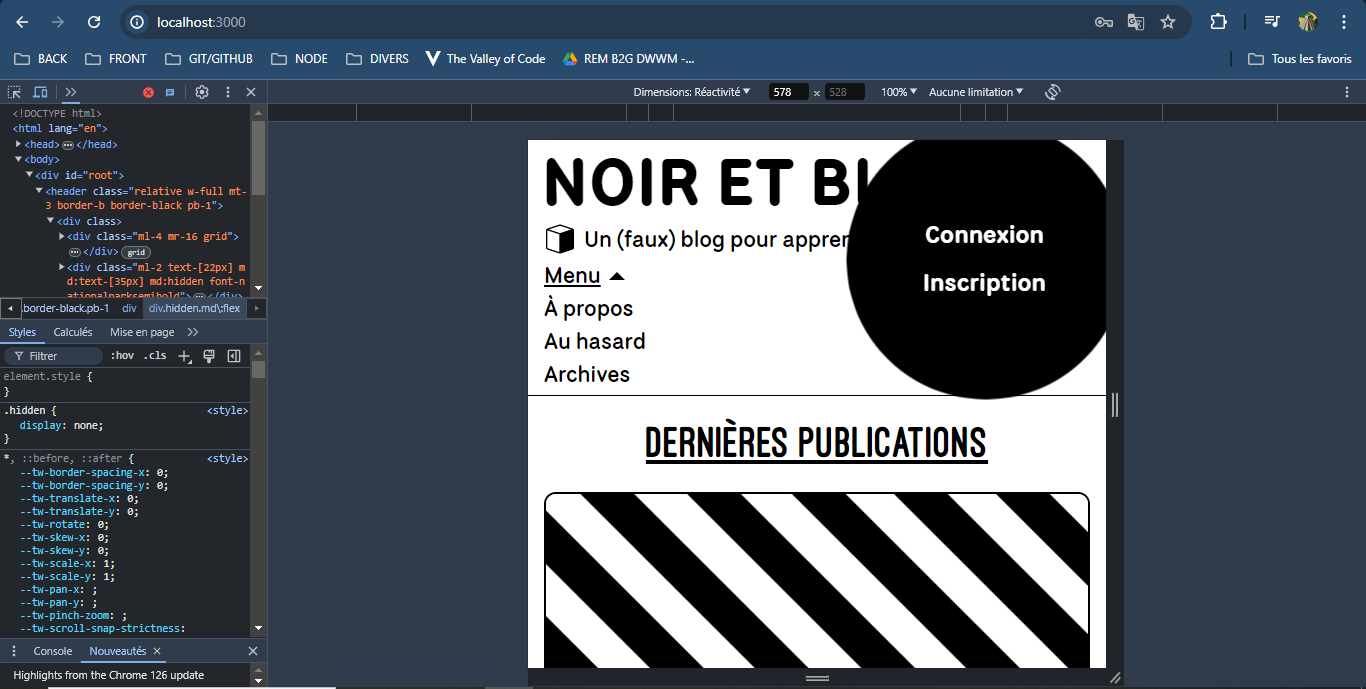 localhost:3000
BACK FRONT GIT/GITHUB NODE DIVERS The Valley of Code REM B2G DWWM -... Tous les favoris
Dimensions: Réactivité 578 × 528 100% Aucune limitation
<!DOCTYPE html>
<html lang="en">
<head> </head>
<body>
<div id="root">
<header class="relative w-full mt-
3 border-b border-black pb-1">
<div class>
<div class="ml-4 mr-16 grid">
</div> grid
<div class="ml-2 text-[22px] m
d:text-[35px] md:hidden font-n
ationalparksemibold"> </div>
.border-black.pb-1 div div.hidden.md\:flex
Styles Calculés Mise en page
Filtrer :hov .cls
element.style {
}
.hidden { <style>
display: none;
}
*, ::before, ::after { <style>
--tw-border-spacing-x: 0;
--tw-border-spacing-y: 0;
--tw-translate-x: 0;
--tw-translate-y: 0;
--tw-rotate: 0;
--tw-skew-x: 0;
--tw-skew-y: 0;
--tw-scale-x: 1;
--tw-scale-y: 1;
--tw-pan-x: ;
--tw-pan-y: ;
--tw-pinch-zoom: ;
--tw-scroll-snap-strictness:
Console Nouveautés
Highlights from the Chrome 126 update
NOIR ET BL
Un (faux) blog pour appren
Menu
À propos
Au hasard
Archives
Connexion
Inscription
DERNIÈRES PUBLICATIONS